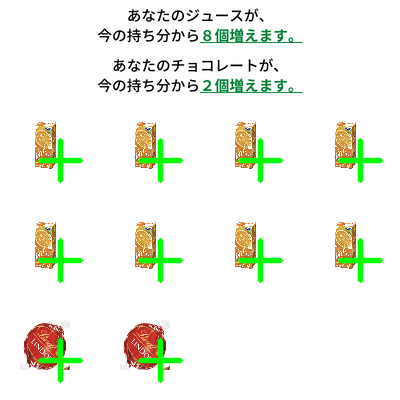 あなたのジュースが、
今の持ち分から８個増えます。
あなたのチョコレートが、
今の持ち分から２個増えます。